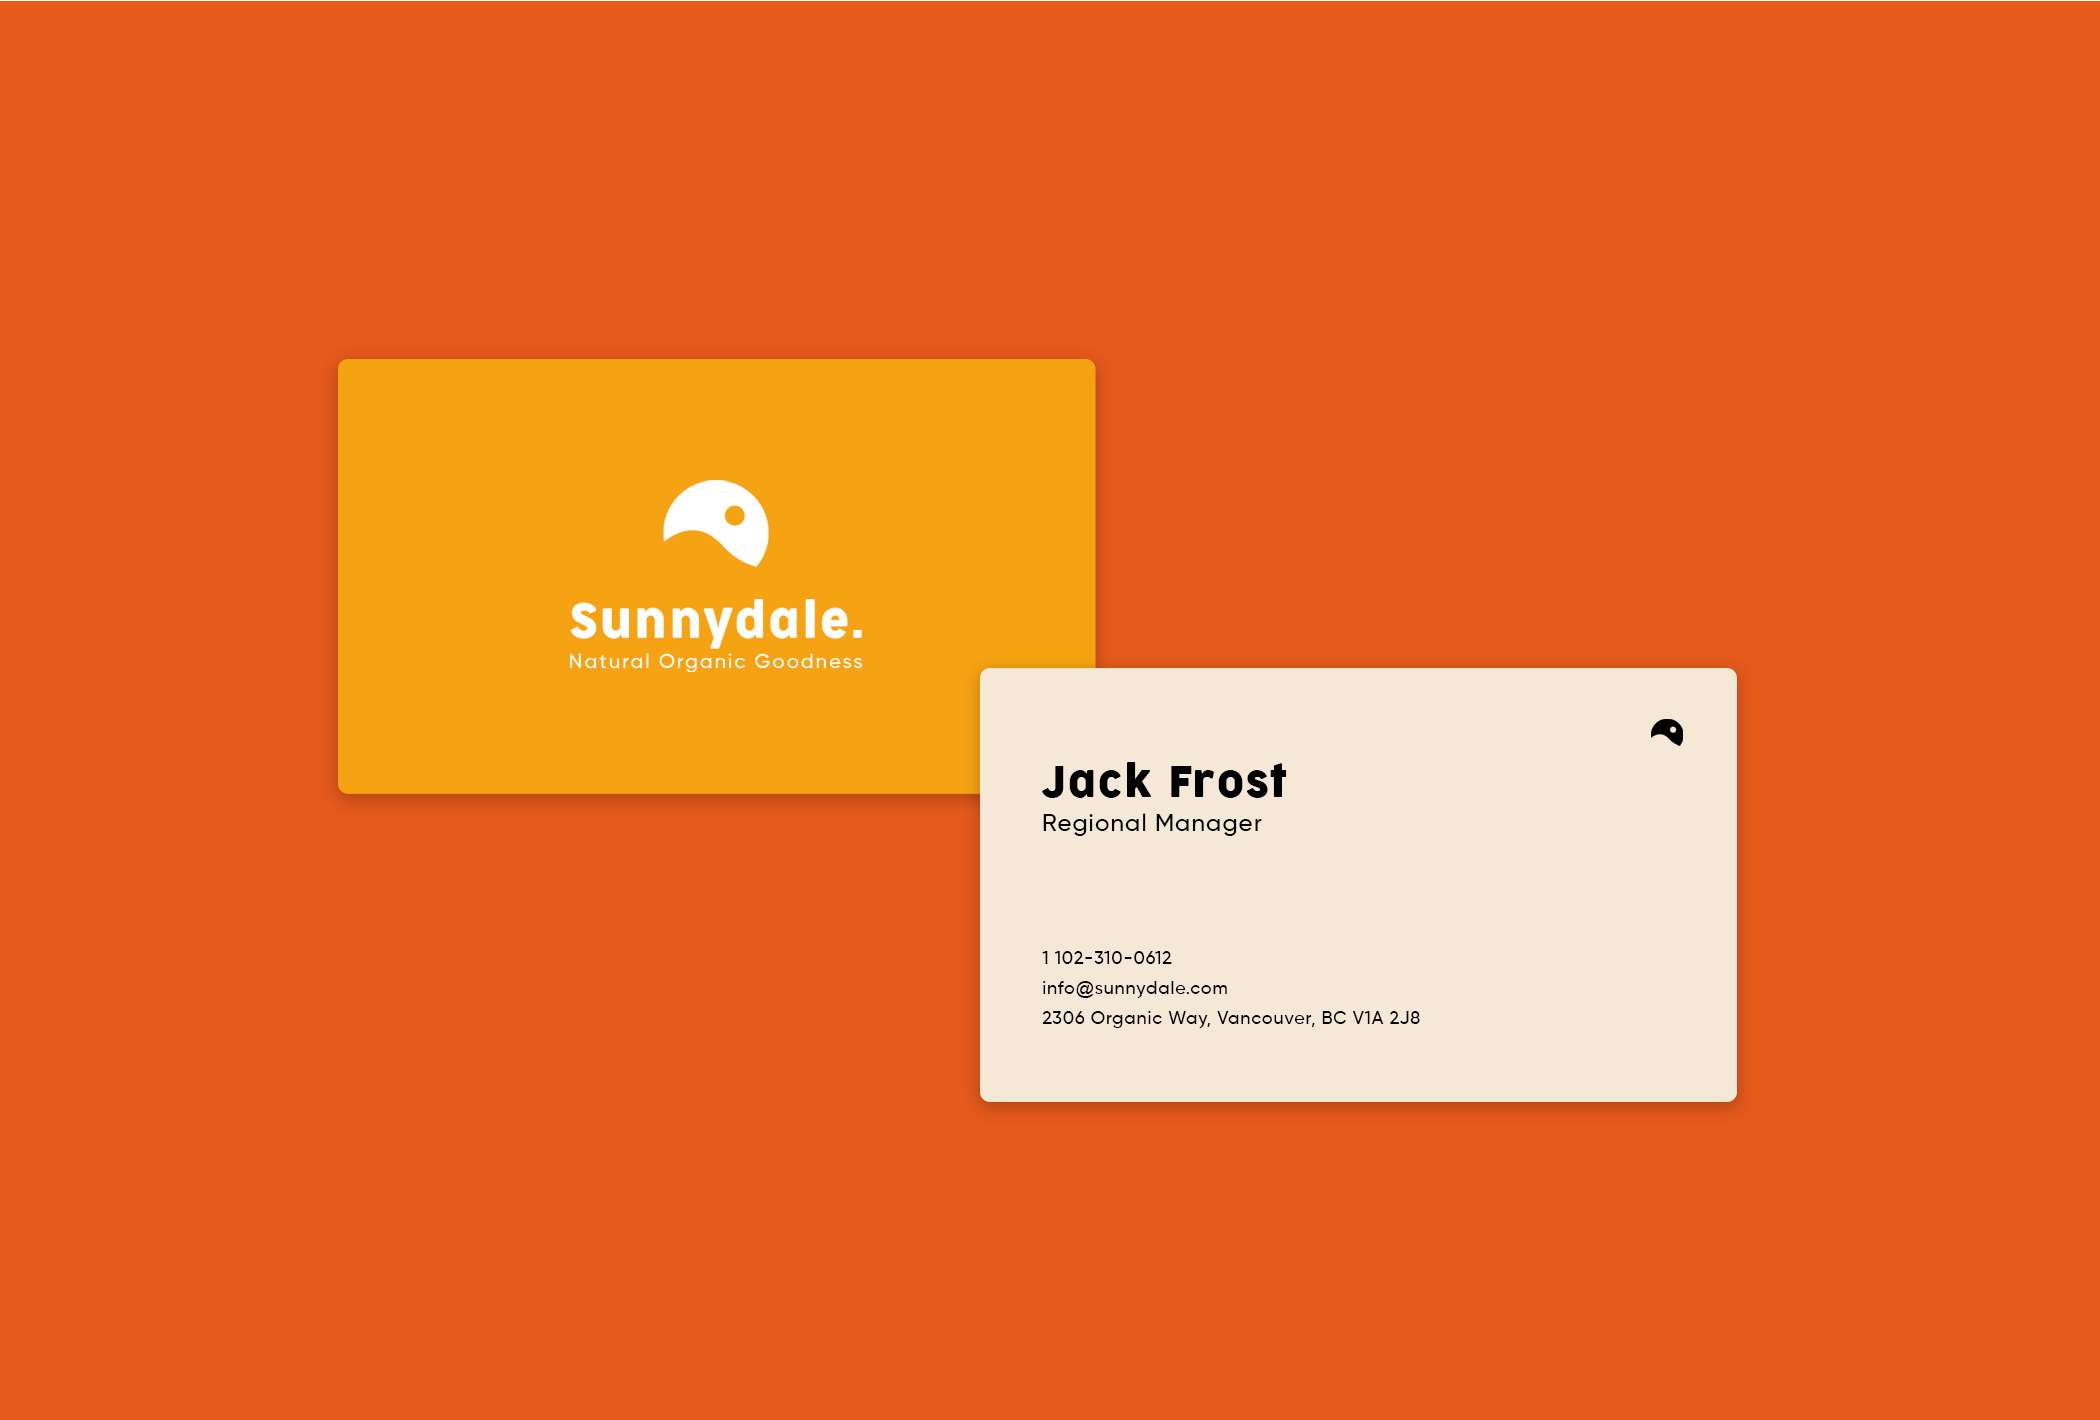 Sunnydale.
Natural Organic Goodness
Jack Frost
Regional Manager
1 102-310-0612
info@sunnydale.com
2306 Organic Way, Vancouver, BC V1A 2J8